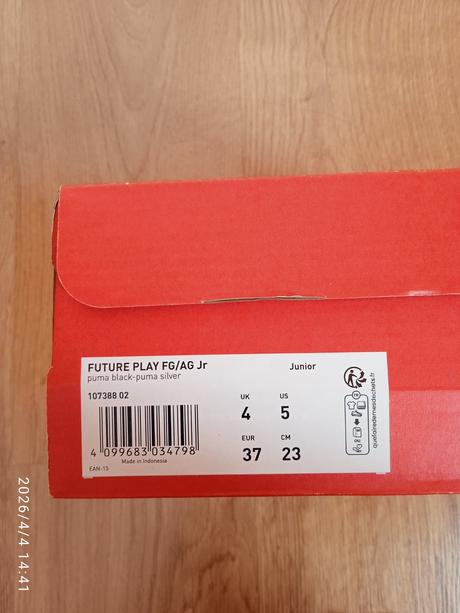 FUTURE PLAY FG/AG Jr
Junior
puma black-puma silver
107388 02
UK US
4 5
EUR CM
37 23
4 099683 034798
Made in Indonesia
EAN-13
quefairedemesdechets.fr
2026/4/4 14:41